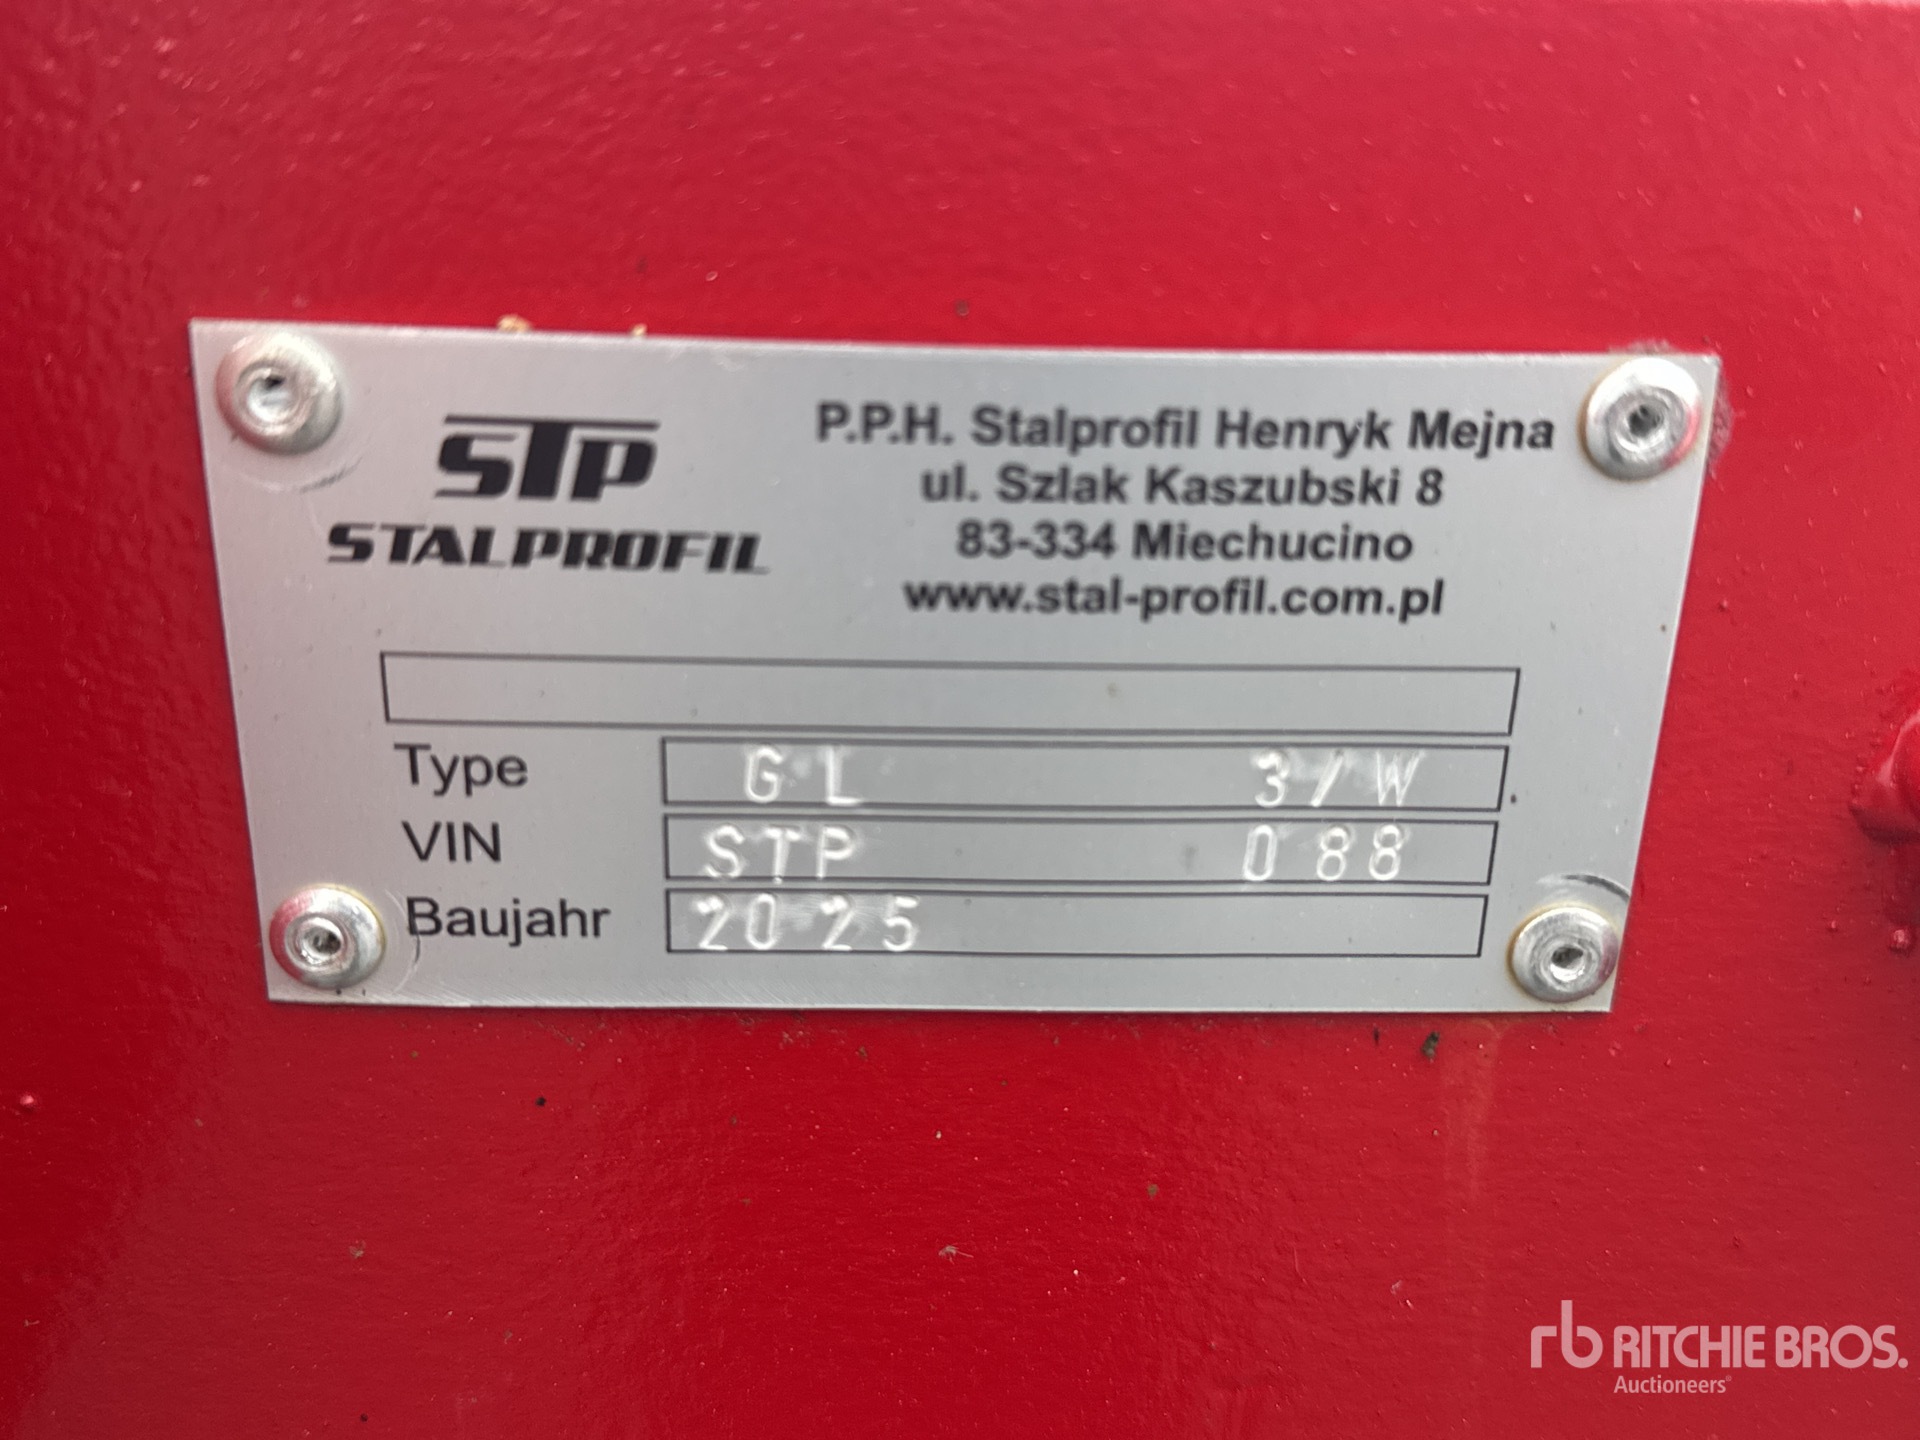 STP
STALPROFIL
P.P.H. Stalprofil Henryk Mejna
ul. Szlak Kaszubski 8
83-334 Miechucino
www.stal-profil.com.pl
Type GL 3/W
VIN STP 088
Baujahr 2025
rb RITCHIE BROS.
Auctioneers®